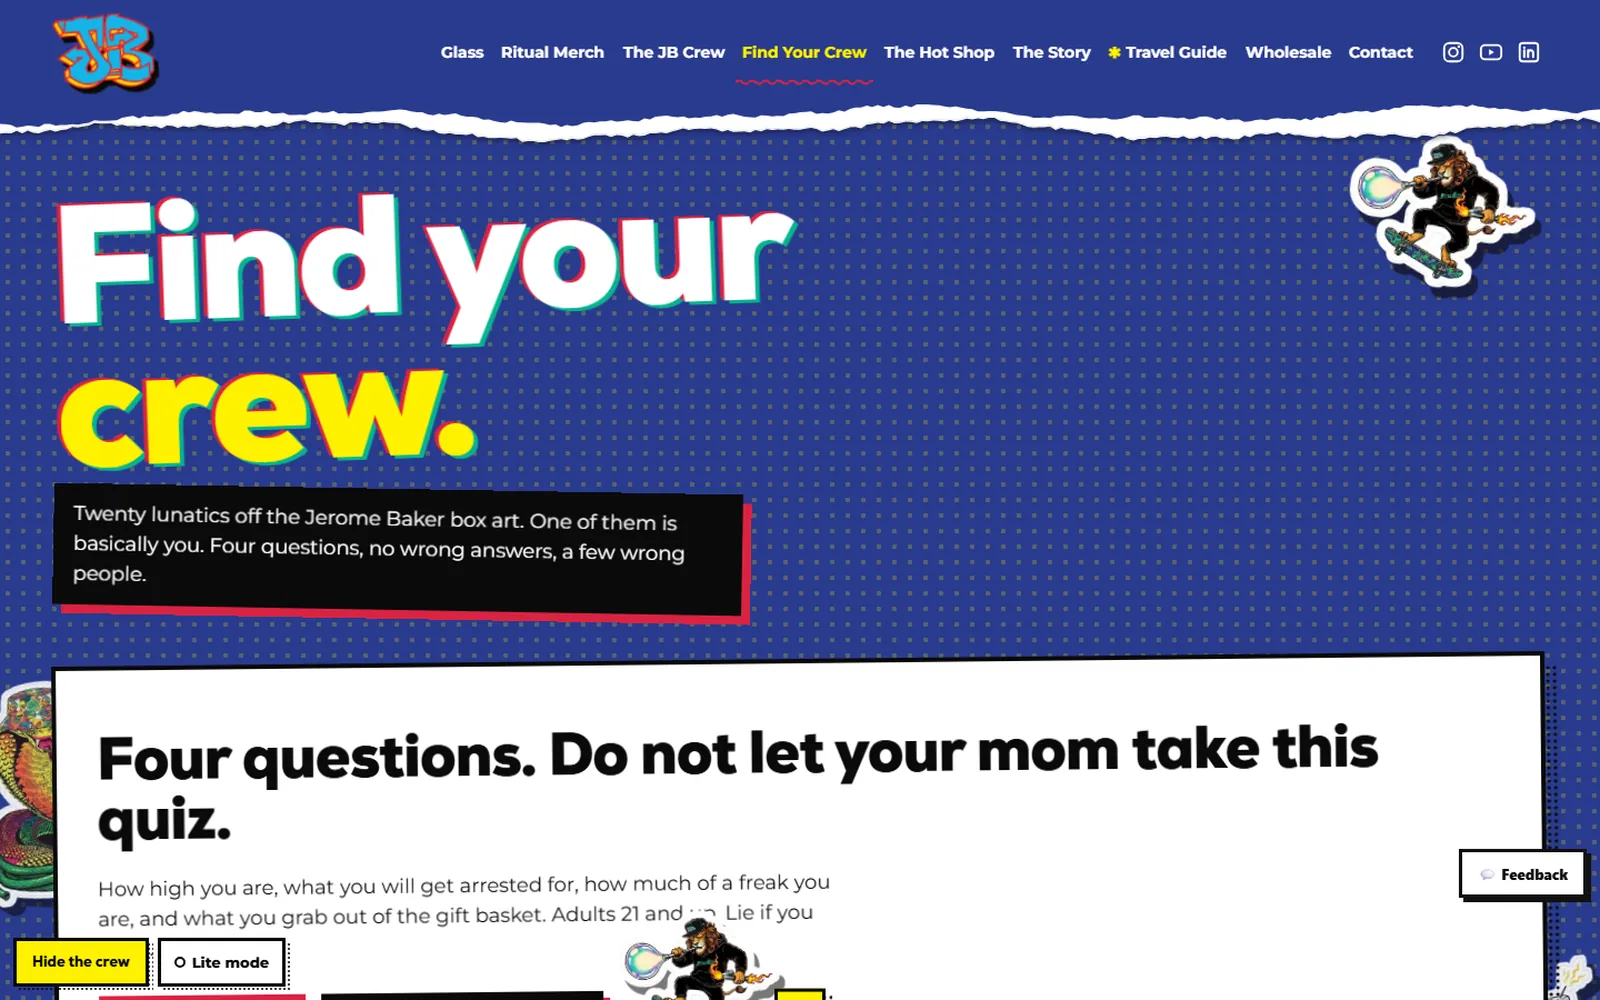 JB
Glass Ritual Merch The JB Crew Find Your Crew The Hot Shop The Story ✱ Travel Guide Wholesale Contact
Find your
crew.
Twenty lunatics off the Jerome Baker box art. One of them is
basically you. Four questions, no wrong answers, a few wrong
people.
Four questions. Do not let your mom take this
quiz.
How high you are, what you will get arrested for, how much of a freak you
are, and what you grab out of the gift basket. Adults 21 and up. Lie if you
Feedback
Hide the crew
Lite mode